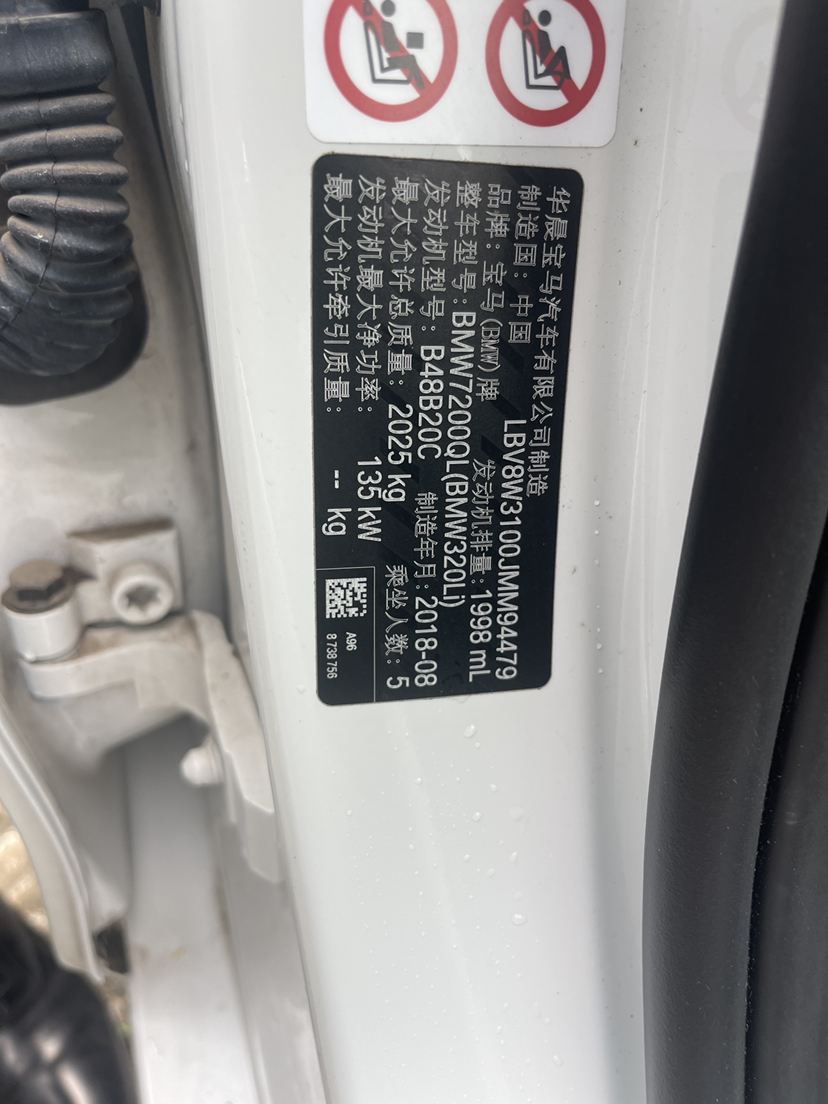 华晨宝马汽车有限公司制造
制造国：中国 LBV8W3100JMM94479
品牌：宝马(BMW)牌 发动机排量：1998 mL
整车型号：BMW7200QL(BMW320Li)
发动机型号：B48B20C 制造年月：2018-08
最大允许总质量：2025 kg 乘坐人数：5
发动机最大净功率：135 kW
最大允许牵引质量：-- kg
A96
8 738 756